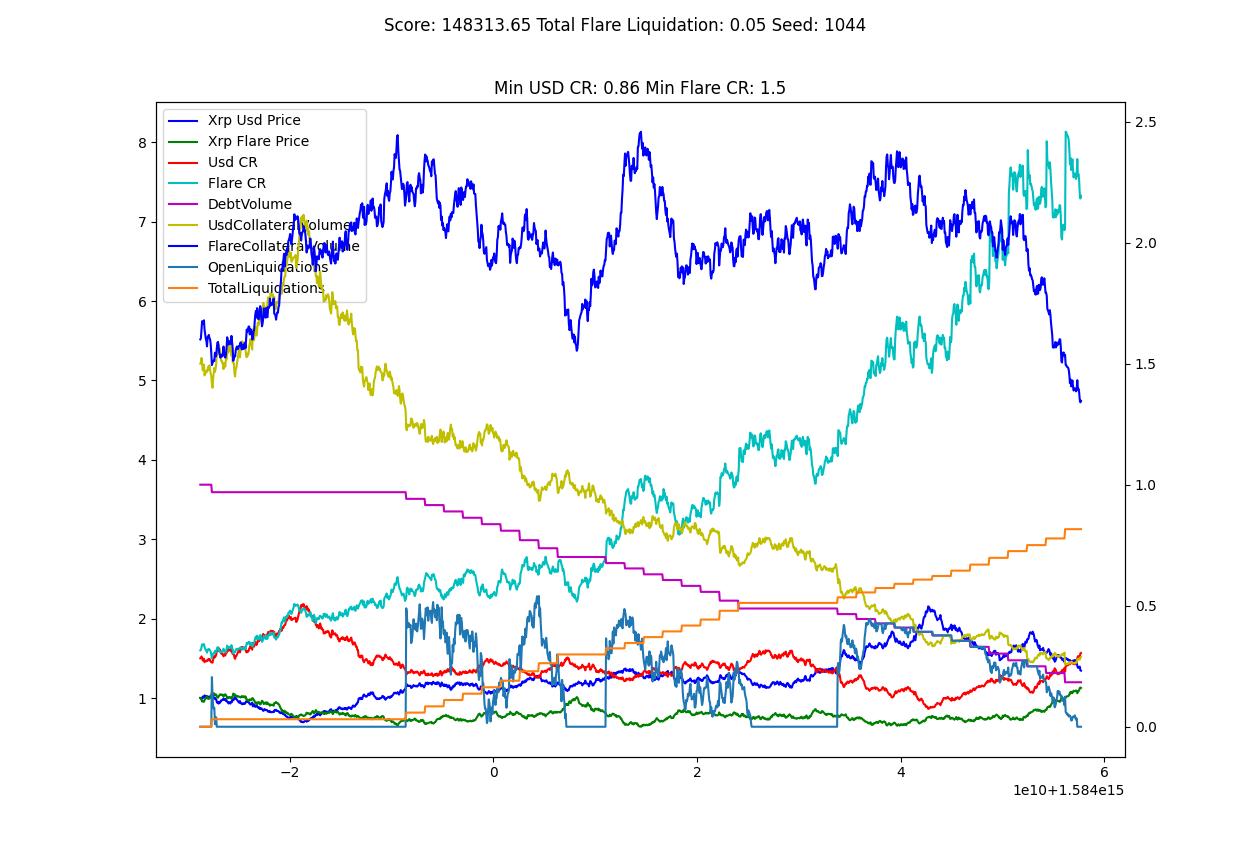 Score: 148313.65 Total Flare Liquidation: 0.05 Seed: 1044
Min USD CR: 0.86 Min Flare CR: 1.5
Xrp Usd Price
Xrp Flare Price
Usd CR
Flare CR
DebtVolume
UsdCollateralVolume
FlareCollateralVolume
OpenLiquidations
TotalLiquidations
8
7
6
5
4
3
2
1
2.5
2.0
1.5
1.0
0.5
0.0
−2
0
2
4
6
1e10+1.584e15